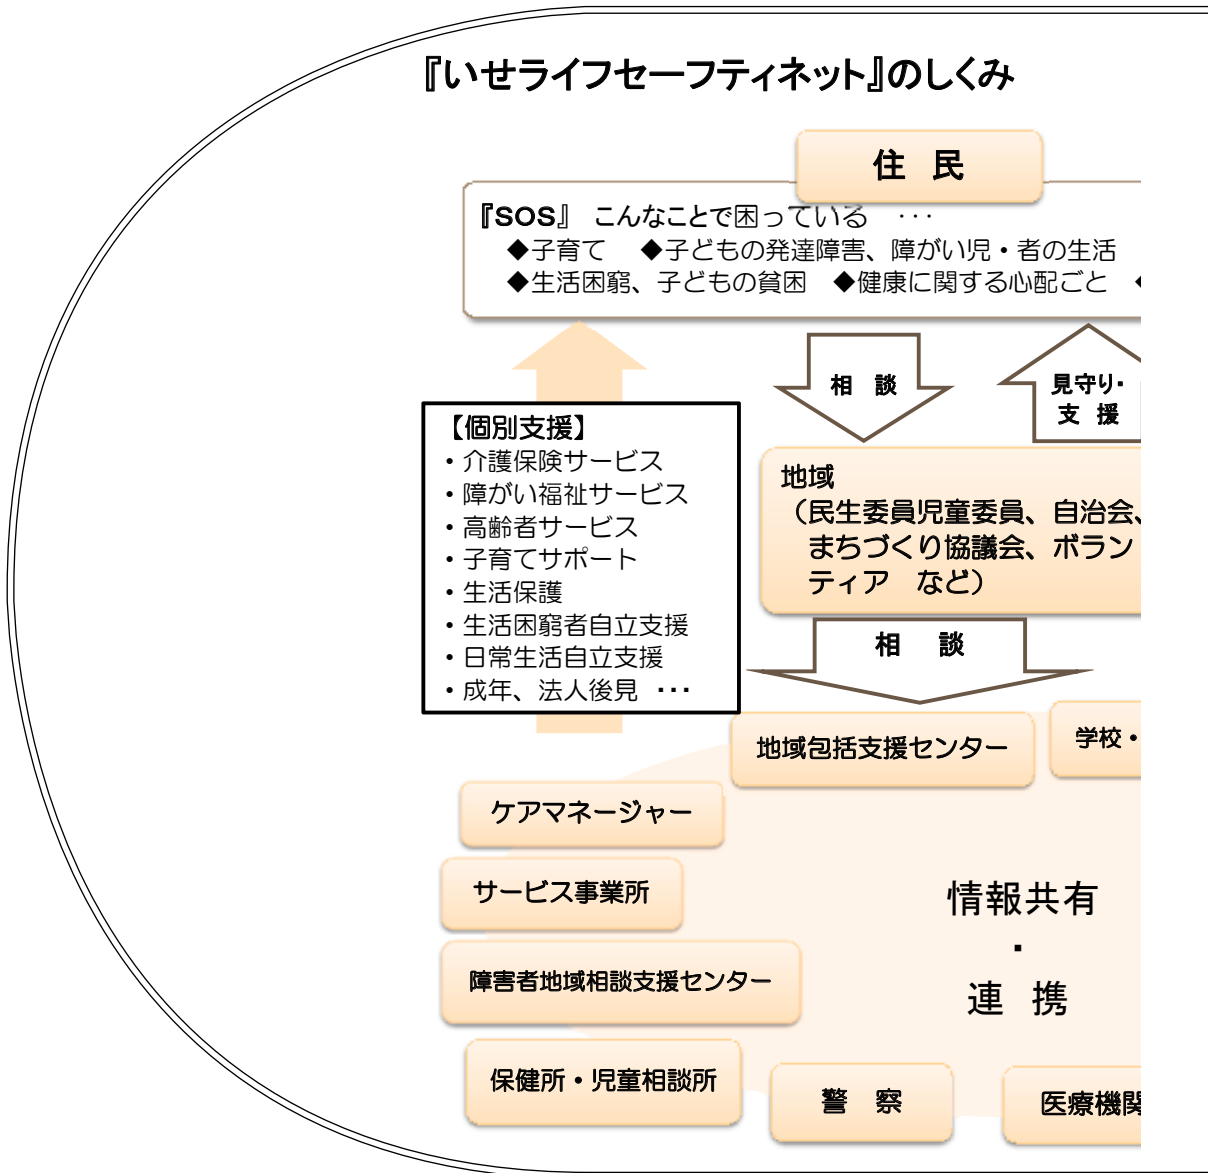 『いせライフセーフティネット』のしくみ
住 民
『SOS』 こんなことで困っている ･･･
◆子育て ◆子どもの発達障害、障がい児・者の生活
◆生活困窮、子どもの貧困 ◆健康に関する心配ごと ◆
相 談
見守り・
支 援
【個別支援】
・介護保険サービス
・障がい福祉サービス
・高齢者サービス
・子育てサポート
・生活保護
・生活困窮者自立支援
・日常生活自立支援
・成年、法人後見 ･･･
地域
（民生委員児童委員、自治会、
まちづくり協議会、ボラン
ティア など）
相 談
地域包括支援センター
学校・
ケアマネージャー
サービス事業所
障害者地域相談支援センター
保健所・児童相談所
警 察
医療機関
情報共有
・
連 携